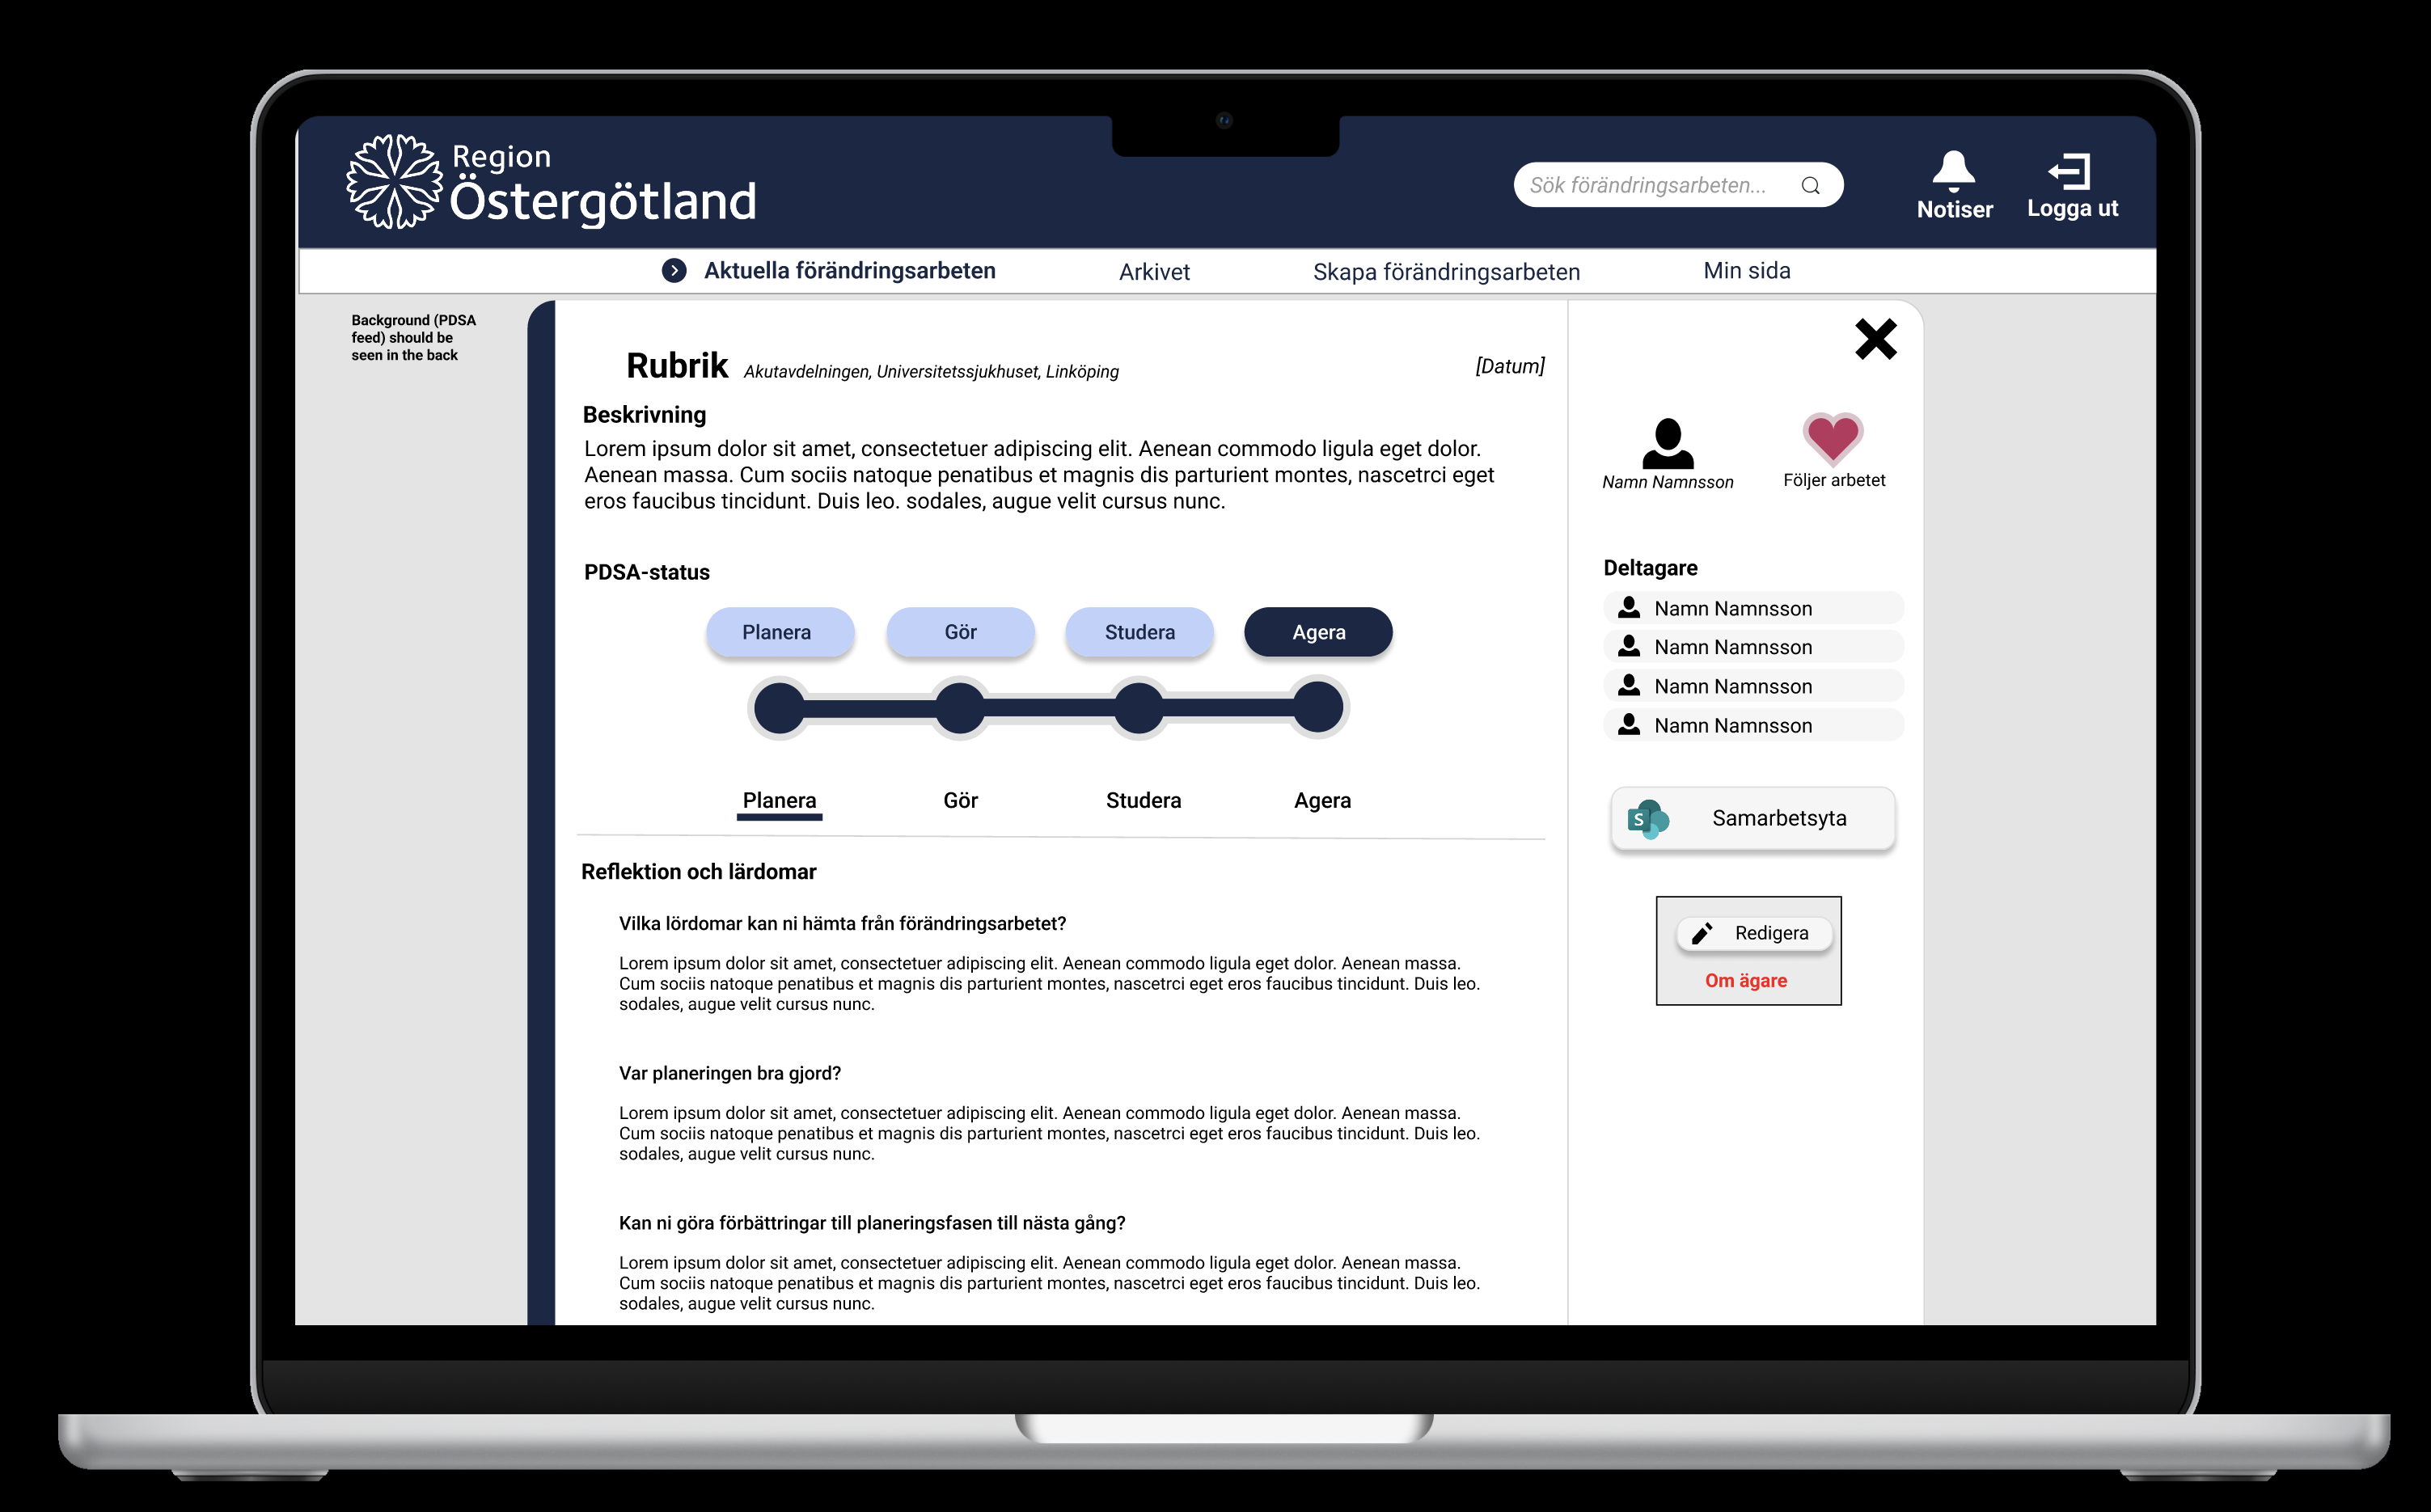 Region
Östergötland
Sök förändringsarbeten...
Notiser
Logga ut
Aktuella förändringsarbeten
Arkivet
Skapa förändringsarbeten
Min sida
Background (PDSA
feed) should be
seen in the back
Rubrik
Akutavdelningen, Universitetssjukhuset, Linköping
[Datum]
Beskrivning
Lorem ipsum dolor sit amet, consectetuer adipiscing elit. Aenean commodo ligula eget dolor.
Aenean massa. Cum sociis natoque penatibus et magnis dis parturient montes, nascetrci eget
eros faucibus tincidunt. Duis leo. sodales, augue velit cursus nunc.
PDSA-status
Planera
Gör
Studera
Agera
Planera
Gör
Studera
Agera
Reflektion och lärdomar
Vilka lördomar kan ni hämta från förändringsarbetet?
Lorem ipsum dolor sit amet, consectetuer adipiscing elit. Aenean commodo ligula eget dolor. Aenean massa.
Cum sociis natoque penatibus et magnis dis parturient montes, nascetrci eget eros faucibus tincidunt. Duis leo.
sodales, augue velit cursus nunc.
Var planeringen bra gjord?
Lorem ipsum dolor sit amet, consectetuer adipiscing elit. Aenean commodo ligula eget dolor. Aenean massa.
Cum sociis natoque penatibus et magnis dis parturient montes, nascetrci eget eros faucibus tincidunt. Duis leo.
sodales, augue velit cursus nunc.
Kan ni göra förbättringar till planeringsfasen till nästa gång?
Lorem ipsum dolor sit amet, consectetuer adipiscing elit. Aenean commodo ligula eget dolor. Aenean massa.
Cum sociis natoque penatibus et magnis dis parturient montes, nascetrci eget eros faucibus tincidunt. Duis leo.
sodales, augue velit cursus nunc.
Namn Namnsson
Följer arbetet
Deltagare
Namn Namnsson
Namn Namnsson
Namn Namnsson
Namn Namnsson
S
Samarbetsyta
Redigera
Om ägare